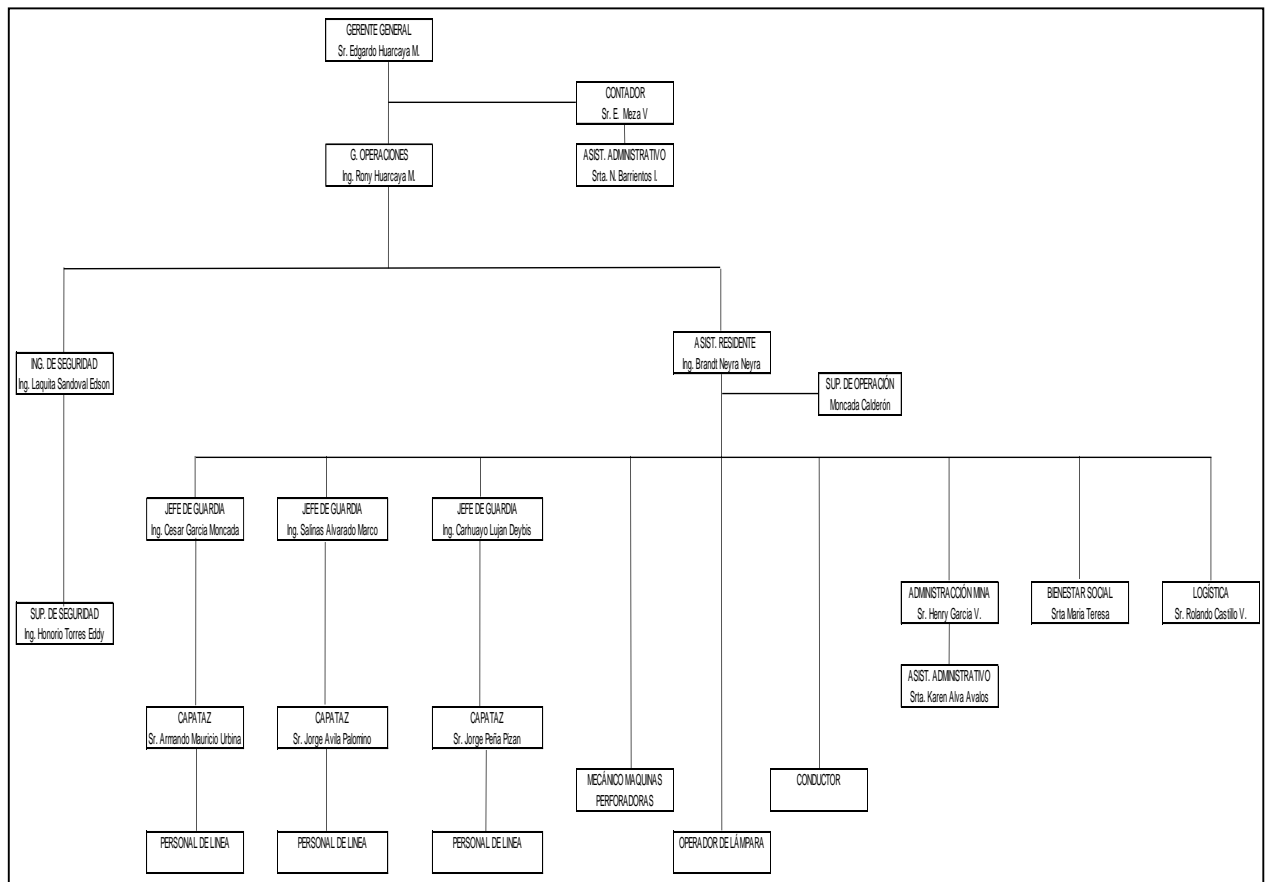 GERENTE GENERAL
Sr. Edgardo Huarcaya M.
CONTADOR
Sr. E. Meza V
G. OPERACIONES
Ing. Rony Huarcaya M.
ASIST. ADMINISTRATIVO
Srta. N. Barrientos I.
ASIST. RESIDENTE
Ing. Brandt Neyra Neyra
ING. DE SEGURIDAD
Ing. Laquita Sandoval Edson
SUP. DE OPERACIÓN
Moncada Calderón
JEFE DE GUARDIA
Ing. Cesar Garcia Moncada
JEFE DE GUARDIA
Ing. Salinas Alvarado Marco
JEFE DE GUARDIA
Ing. Carhuayo Lujan Deybis
SUP. DE SEGURIDAD
Ing. Honorio Torres Eddy
ADMINISTRACCIÓN MINA
Sr. Henry Garcia V.
BIENESTAR SOCIAL
Srta Maria Teresa
LOGÍSTICA
Sr. Rolando Castillo V.
ASIST. ADMINISTRATIVO
Srta. Karen Alva Avalos
CAPATAZ
Sr. Armando Mauricio Urbina
CAPATAZ
Sr. Jorge Avila Palomino
CAPATAZ
Sr. Jorge Peña Pizan
MECÁNICO MAQUINAS
PERFORADORAS
CONDUCTOR
PERSONAL DE LINEA
PERSONAL DE LINEA
PERSONAL DE LINEA
OPERADOR DE LÁMPARA